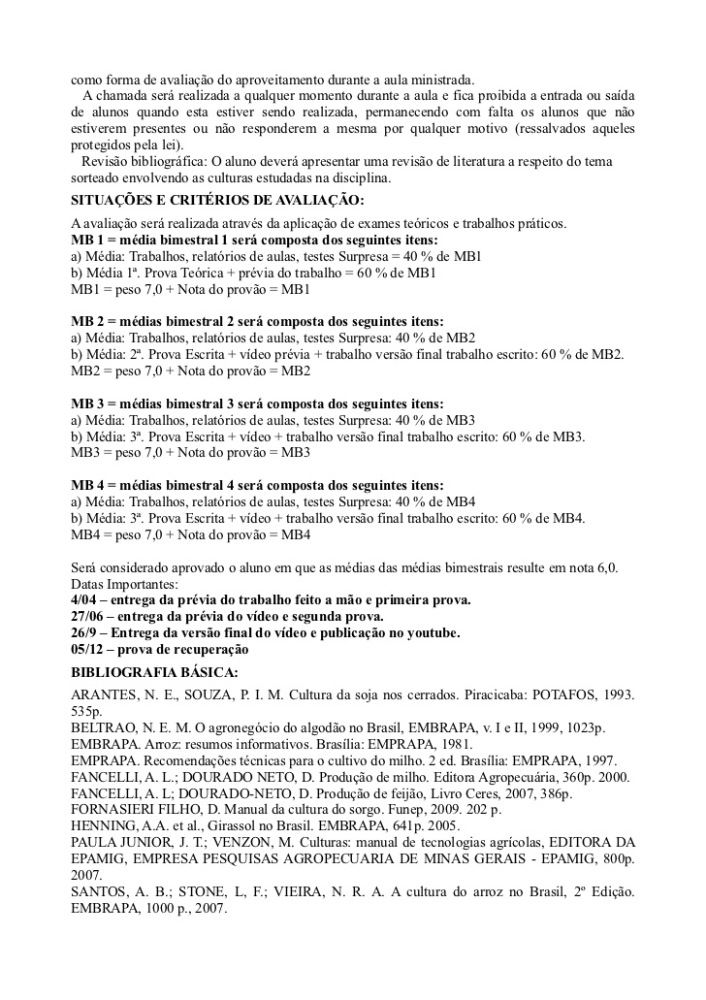 como forma de avaliação do aproveitamento durante a aula ministrada.
A chamada será realizada a qualquer momento durante a aula e fica proibida a entrada ou saída
de alunos quando esta estiver sendo realizada, permanecendo com falta os alunos que não
estiverem presentes ou não responderem a mesma por qualquer motivo (ressalvados aqueles
protegidos pela lei).
Revisão bibliográfica: O aluno deverá apresentar uma revisão de literatura a respeito do tema
sorteado envolvendo as culturas estudadas na disciplina.
SITUAÇÕES E CRITÉRIOS DE AVALIAÇÃO:
A avaliação será realizada através da aplicação de exames teóricos e trabalhos práticos.
MB 1 = média bimestral 1 será composta dos seguintes itens:
a) Média: Trabalhos, relatórios de aulas, testes Surpresa = 40 % de MB1
b) Média 1ª. Prova Teórica + prévia do trabalho = 60 % de MB1
MB1 = peso 7,0 + Nota do provão = MB1
MB 2 = médias bimestral 2 será composta dos seguintes itens:
a) Média: Trabalhos, relatórios de aulas, testes Surpresa: 40 % de MB2
b) Média: 2ª. Prova Escrita + vídeo prévia + trabalho versão final trabalho escrito: 60 % de MB2.
MB2 = peso 7,0 + Nota do provão = MB2
MB 3 = médias bimestral 3 será composta dos seguintes itens:
a) Média: Trabalhos, relatórios de aulas, testes Surpresa: 40 % de MB3
b) Média: 3ª. Prova Escrita + vídeo + trabalho versão final trabalho escrito: 60 % de MB3.
MB3 = peso 7,0 + Nota do provão = MB3
MB 4 = médias bimestral 4 será composta dos seguintes itens:
a) Média: Trabalhos, relatórios de aulas, testes Surpresa: 40 % de MB4
b) Média: 3ª. Prova Escrita + vídeo + trabalho versão final trabalho escrito: 60 % de MB4.
MB4 = peso 7,0 + Nota do provão = MB4
Será considerado aprovado o aluno em que as médias das médias bimestrais resulte em nota 6,0.
Datas Importantes:
4/04 – entrega da prévia do trabalho feito a mão e primeira prova.
27/06 – entrega da prévia do vídeo e segunda prova.
26/9 – Entrega da versão final do vídeo e publicação no youtube.
05/12 – prova de recuperação
BIBLIOGRAFIA BÁSICA:
ARANTES, N. E., SOUZA, P. I. M. Cultura da soja nos cerrados. Piracicaba: POTAFOS, 1993.
535p.
BELTRAO, N. E. M. O agronegócio do algodão no Brasil, EMBRAPA, v. I e II, 1999, 1023p.
EMBRAPA. Arroz: resumos informativos. Brasília: EMPRAPA, 1981.
EMPRAPA. Recomendações técnicas para o cultivo do milho. 2 ed. Brasília: EMPRAPA, 1997.
FANCELLI, A. L.; DOURADO NETO, D. Produção de milho. Editora Agropecuária, 360p. 2000.
FANCELLI, A. L; DOURADO-NETO, D. Produção de feijão, Livro Ceres, 2007, 386p.
FORNASIERI FILHO, D. Manual da cultura do sorgo. Funep, 2009. 202 p.
HENNING, A.A. et al., Girassol no Brasil. EMBRAPA, 641p. 2005.
PAULA JUNIOR, J. T.; VENZON, M. Culturas: manual de tecnologias agrícolas, EDITORA DA
EPAMIG, EMPRESA PESQUISAS AGROPECUARIA DE MINAS GERAIS - EPAMIG, 800p.
2007.
SANTOS, A. B.; STONE, L, F.; VIEIRA, N. R. A. A cultura do arroz no Brasil, 2º Edição.
EMBRAPA, 1000 p., 2007.